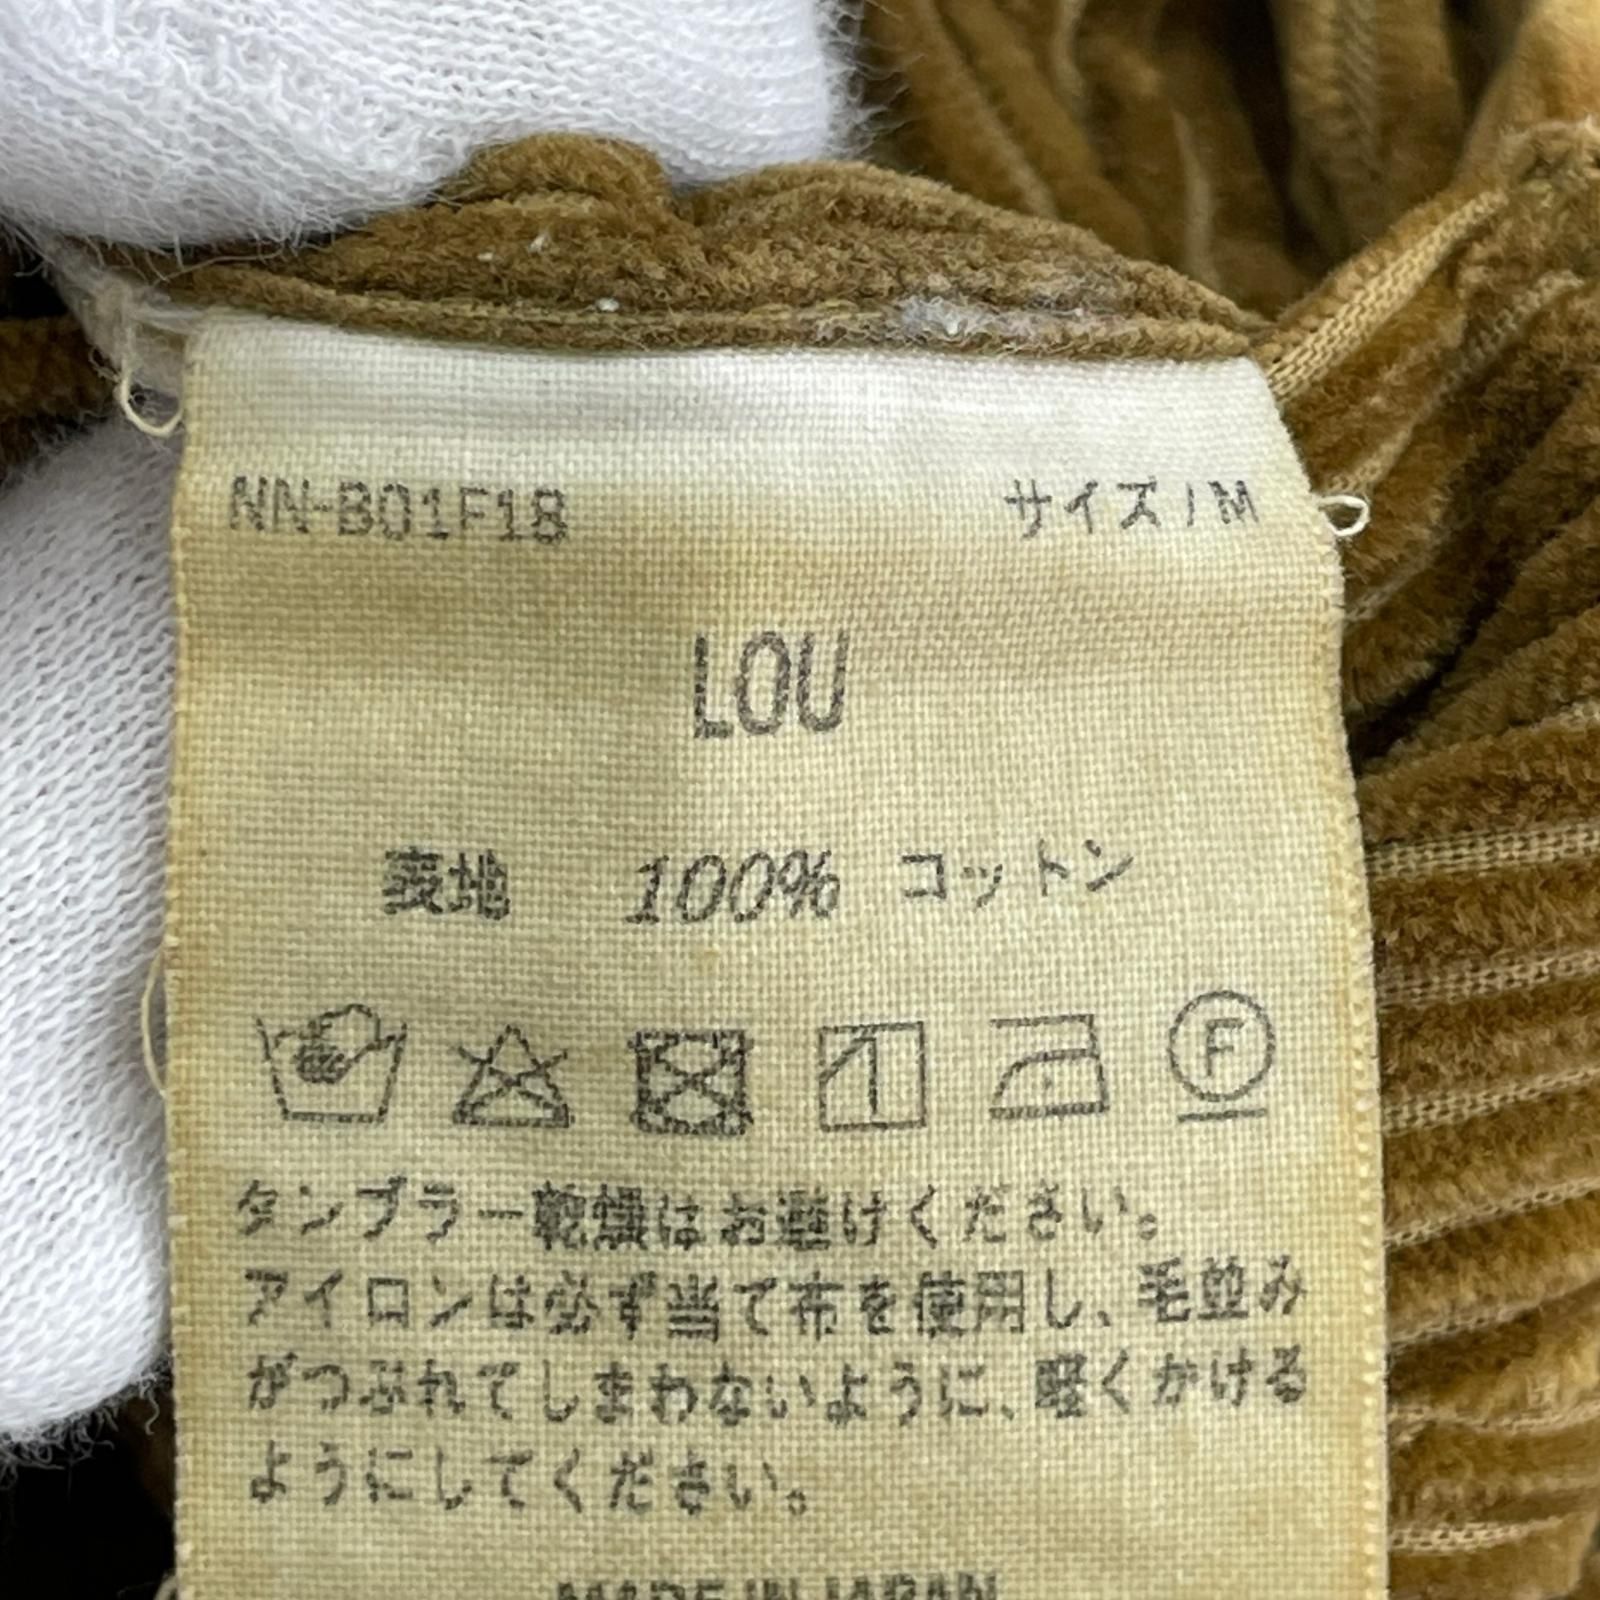 NN-B01F18 サイズ/M
LOU
表地 100% コットン
F
タンブラー乾燥はお避けください。
アイロンは必ず当て布を使用し、毛並み
がつぶれてしまわないように、軽くかける
ようにしてください。
MADE IN JAPAN